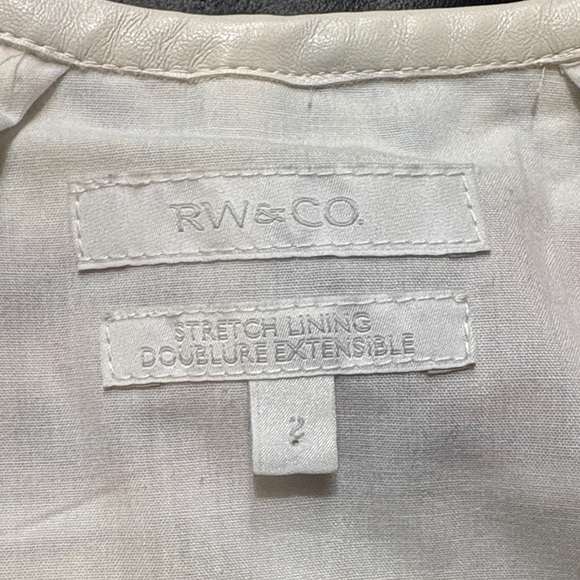 RW&CO.
STRETCH LINING
DOUBLURE EXTENSIBLE
2